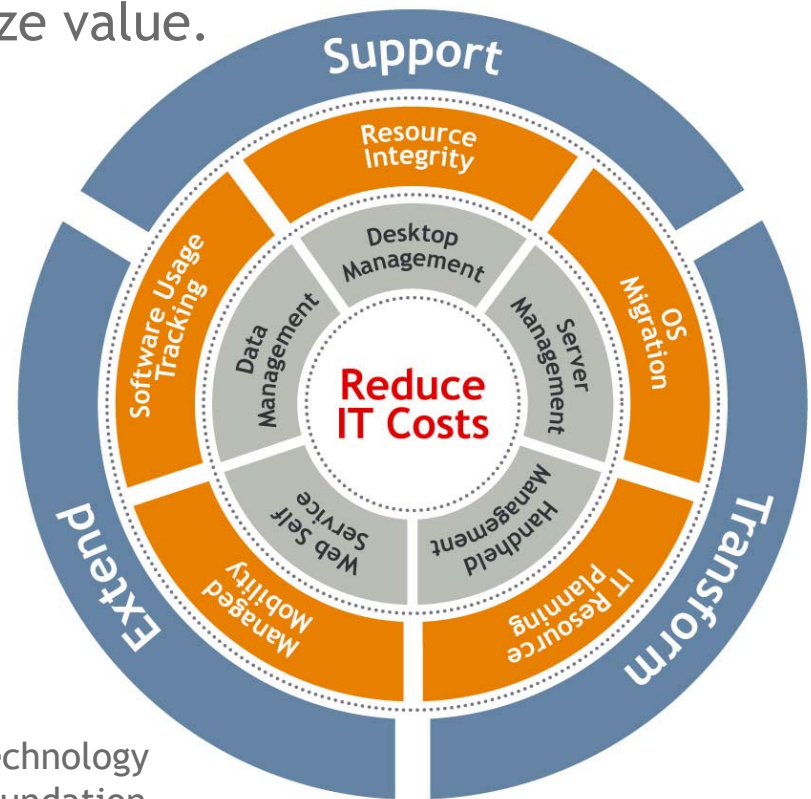 ze value.
Support
Resource
Integrity
OS
Migration
IT Resource
Planning
Managed
Mobility
Software Usage
Tracking
Desktop
Management
Server
Management
Handheld
Management
Web Self
Service
Data
Management
Reduce
IT Costs
Transform
Extend
echnology